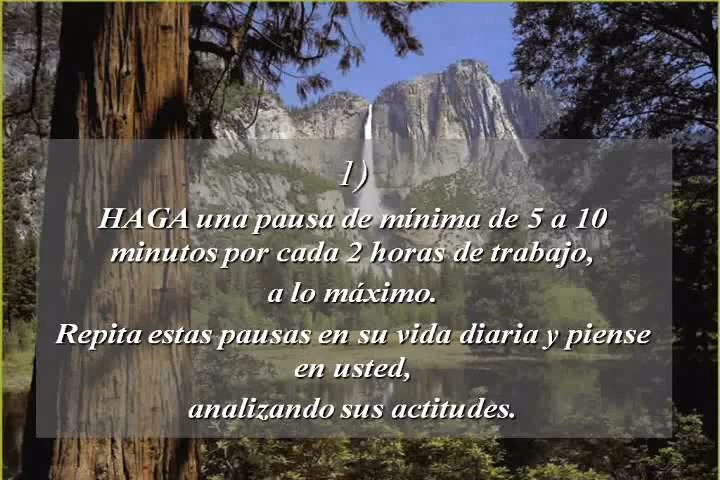 1)
HAGA una pausa de mínima de 5 a 10
minutos por cada 2 horas de trabajo,
a lo máximo.
Repita estas pausas en su vida diaria y piense
en usted,
analizando sus actitudes.